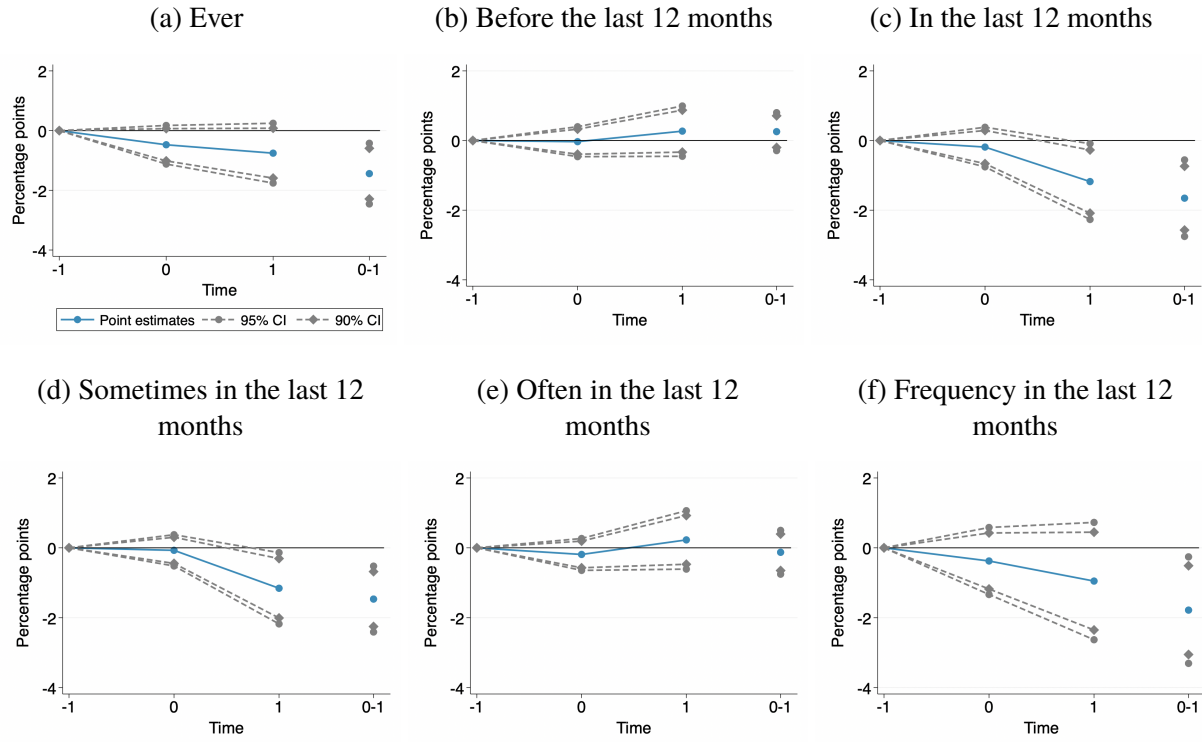 (a) Ever
(b) Before the last 12 months
(c) In the last 12 months
Percentage points
2
0
-2
-4
-1
0
1
0-1
Time
Point estimates
95% CI
90% CI
Percentage points
2
0
-2
-4
-1
0
1
0-1
Time
Percentage points
2
0
-2
-4
-1
0
1
0-1
Time
(d) Sometimes in the last 12
months
(e) Often in the last 12
months
(f) Frequency in the last 12
months
Percentage points
2
0
-2
-4
-1
0
1
0-1
Time
Percentage points
2
0
-2
-4
-1
0
1
0-1
Time
Percentage points
2
0
-2
-4
-1
0
1
0-1
Time